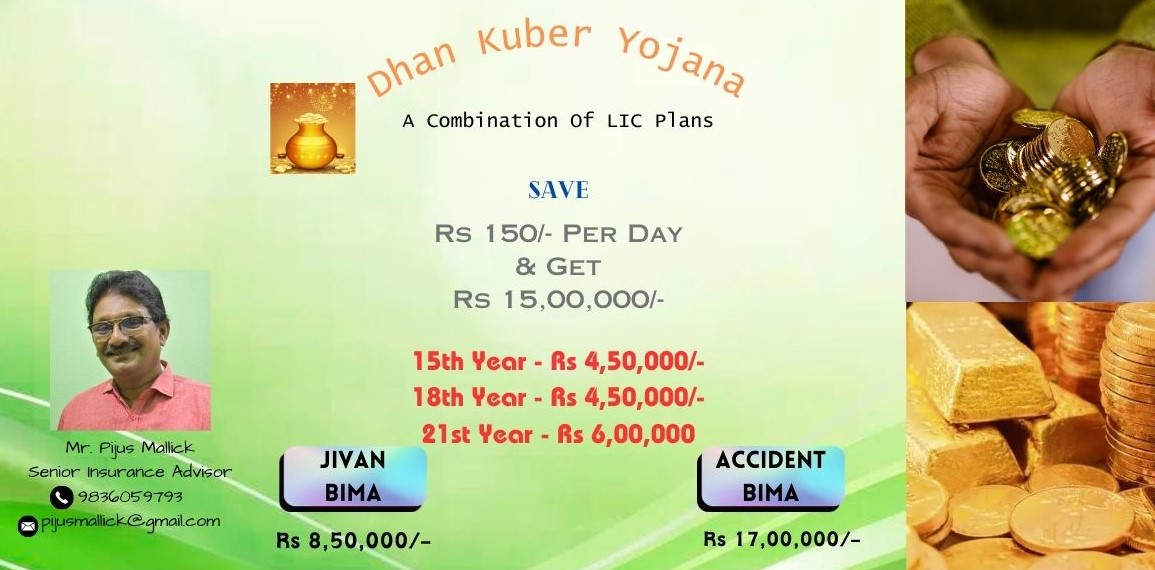 Dhan Kuber Yojana
A Combination Of LIC Plans
SAVE
Rs 150/- Per Day
& Get
Rs 15,00,000/-
15th Year - Rs 4,50,000/-
18th Year - Rs 4,50,000/-
21st Year - Rs 6,00,000
Mr. Pijus Mallick
Senior Insurance Advisor
9836059793
pijusmallick@gmail.com
JIVAN
BIMA
Rs 8,50,000/-
ACCIDENT
BIMA
Rs 17,00,000/-